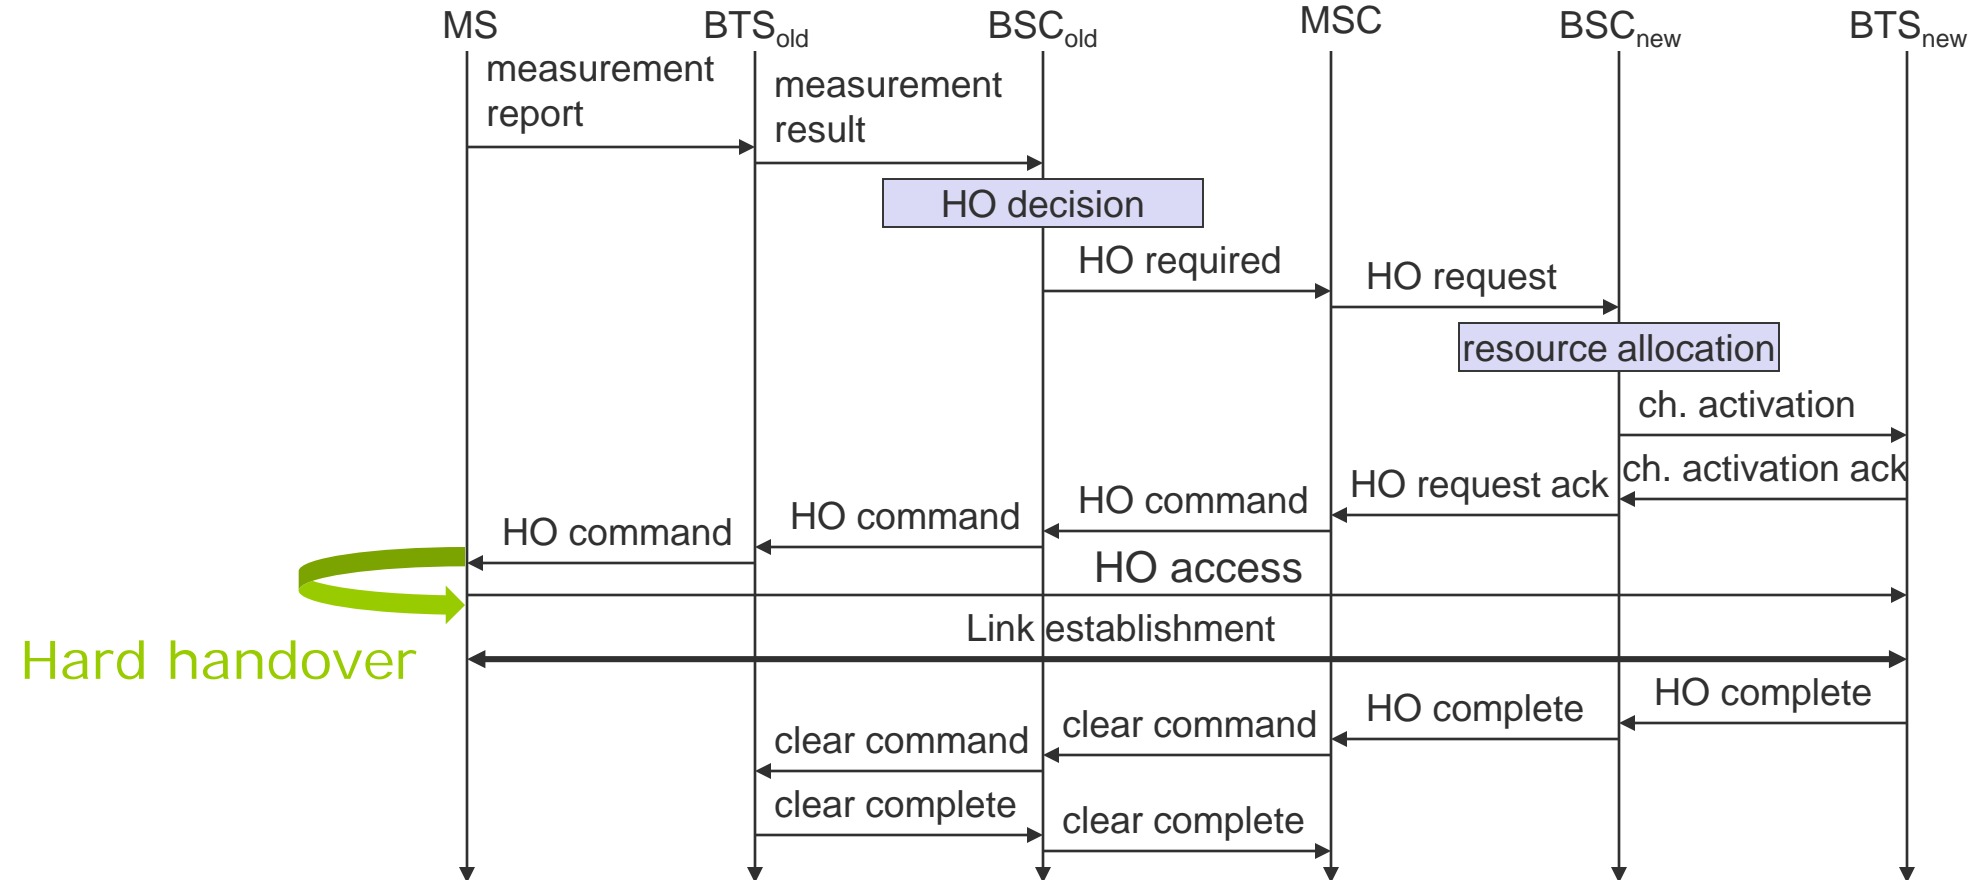 MS
BTSold
BSCold
MSC
BSCnew
BTSnew
measurement
report
measurement
result
HO decision
HO required
HO request
resource allocation
ch. activation
ch. activation ack
HO request ack
HO command
HO command
HO command
HO access
Link establishment
Hard handover
HO complete
HO complete
clear command
clear command
clear complete
clear complete